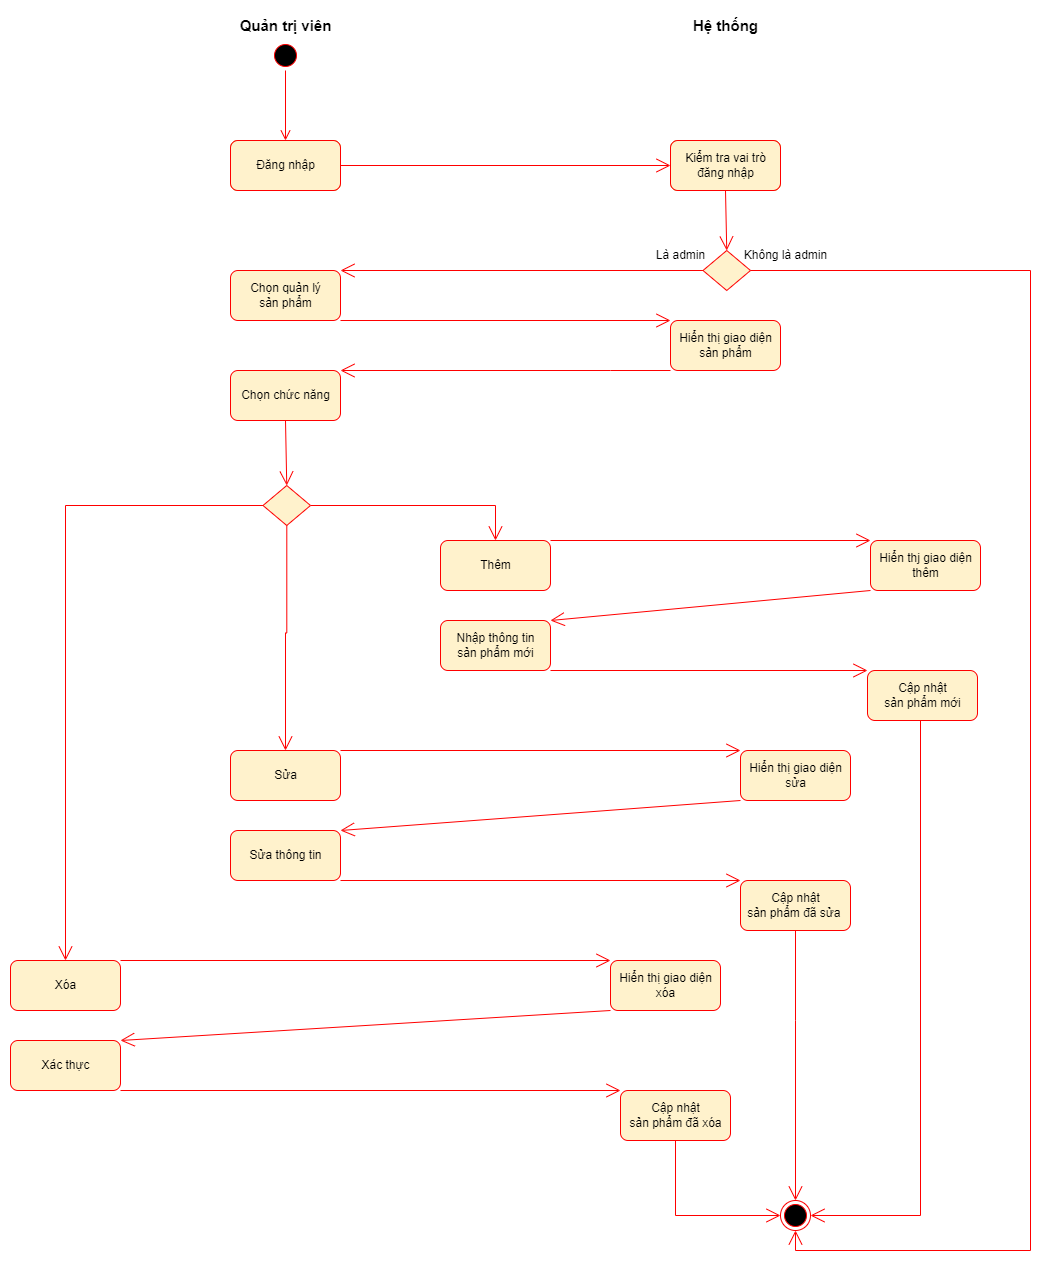 Quản trị viên
Hệ thống
Đăng nhập
Kiểm tra vai trò
đăng nhập
Là admin
Không là admin
Chọn quản lý
sản phẩm
Hiển thị giao diện
sản phẩm
Chọn chức năng
Thêm
Hiển thj giao diện
thêm
Nhập thông tin
sản phẩm mới
Cập nhật
sản phẩm mới
Sửa
Hiển thị giao diện
sửa
Sửa thông tin
Cập nhật
sản phẩm đã sửa
Xóa
Hiển thị giao diện
xóa
Xác thực
Cập nhật
sản phẩm đã xóa